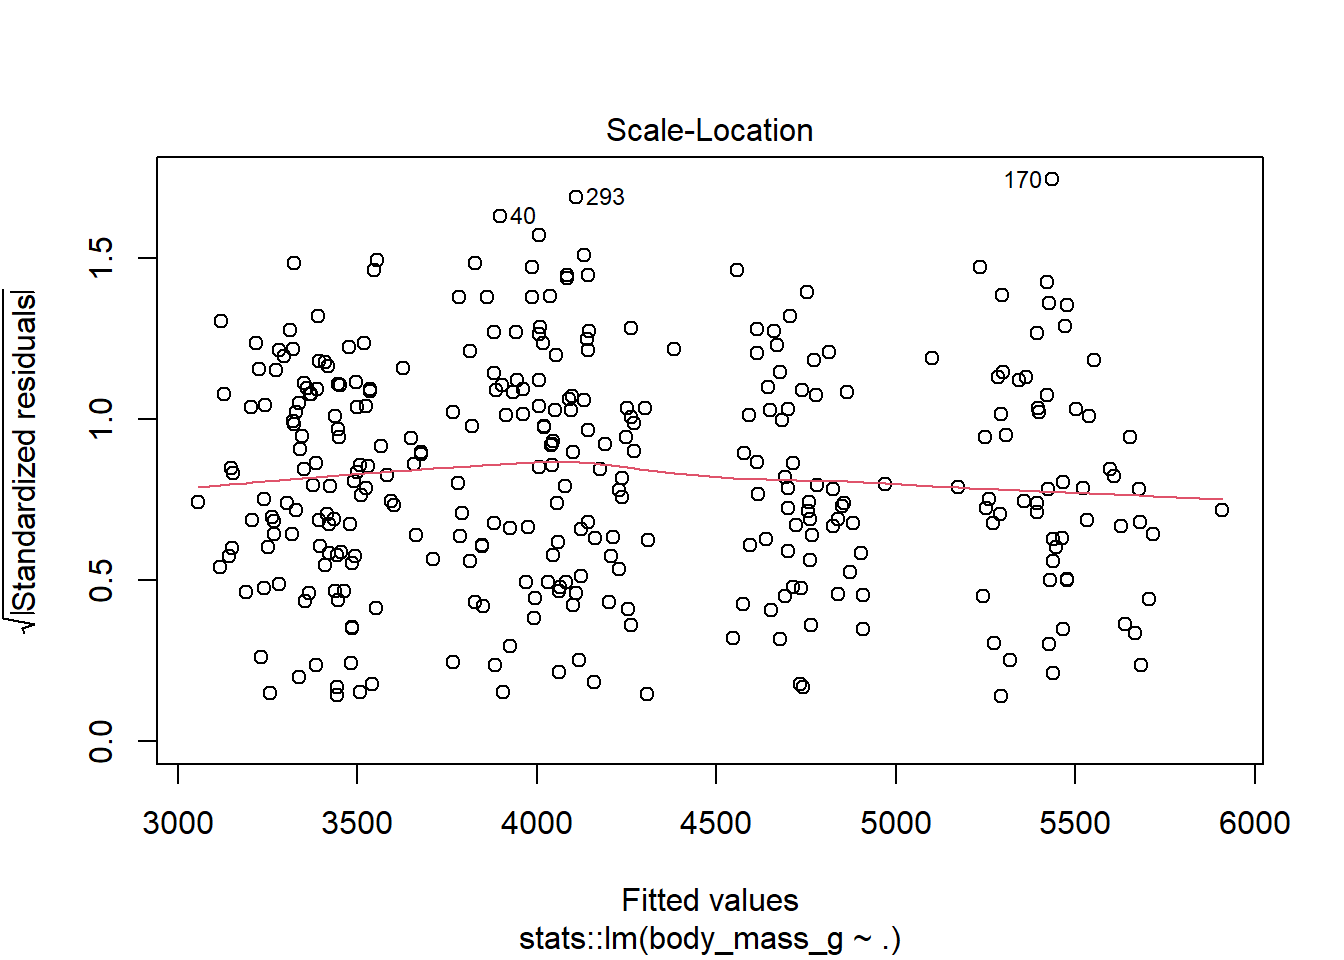 Scale-Location
√|Standardized residuals|
1.5
1.0
0.5
0.0
170
293
40
3000 3500 4000 4500 5000 5500 6000
Fitted values
stats::lm(body_mass_g ~ .)